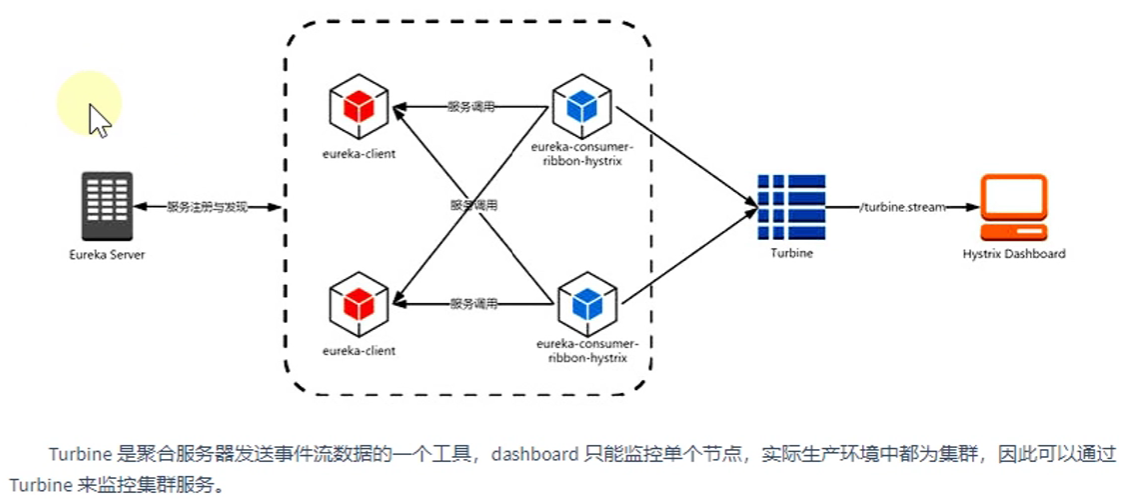 服务调用
eureka-client
eureka-consumer-
ribbon-hystrix
服务注册与发现
Eureka Server
服务调用
/turbine.stream
Turbine
Hystrix Dashboard
服务调用
eureka-client
eureka-consumer-
ribbon-hystrix
Turbine 是聚合服务器发送事件流数据的一个工具，dashboard 只能监控单个节点，实际生产环境中都为集群，因此可以通过
Turbine 来监控集群服务。